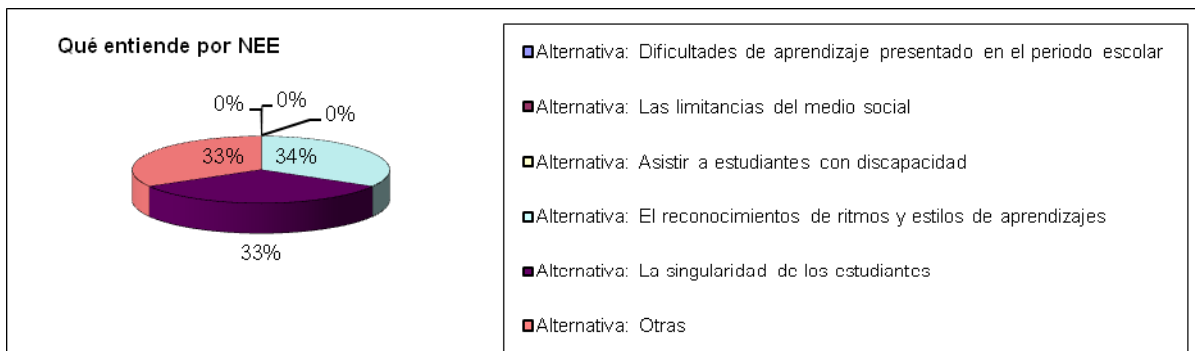 Qué entiende por NEE
0%
0%
0%
33%
34%
33%
Alternativa: Dificultades de aprendizaje presentado en el periodo escolar
Alternativa: Las limitancias del medio social
Alternativa: Asistir a estudiantes con discapacidad
Alternativa: El reconocimientos de ritmos y estilos de aprendizajes
Alternativa: La singularidad de los estudiantes
Alternativa: Otras